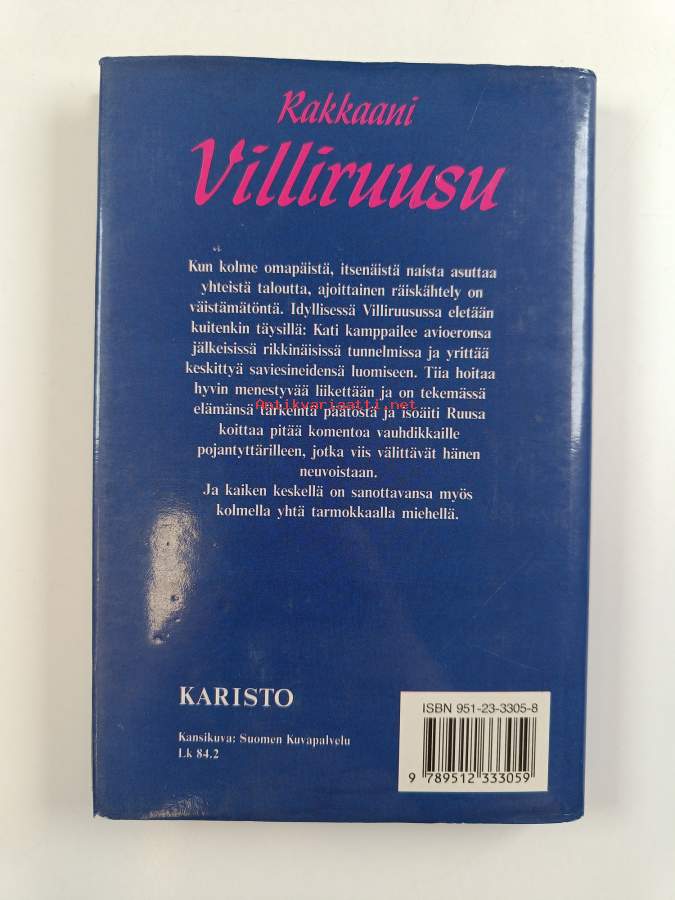 Rakkaani
Villiruusu
Kun kolme omapäistä, itsenäistä naista asuttaa
yhteistä taloutta, ajoittainen räiskähtely on
väistämätöntä. Idyllisessä Villiruusussa eletään
kuitenkin täysillä: Kati kamppailee avioeronsa
jälkeisissä rikkinäisissä tunnelmissa ja yrittää
keskittyä saviesineidensä luomiseen. Tiia hoitaa
hyvin menestyvää liikettään ja on tekemässä
Antikvariaatti.net
elämänsä tärkeintä päätöstä ja isoäiti Ruusa
koittaa pitää komentoa vauhdikkaille
pojantyttärilleen, jotka viis välittävät hänen
neuvoistaan.
Ja kaiken keskellä on sanottavansa myös
kolmella yhtä tarmokkaalla miehellä.
KARISTO
Kansikuva: Suomen Kuvapalvelu
Lk 84.2
ISBN 951-23-3305-8
9 789512 333059